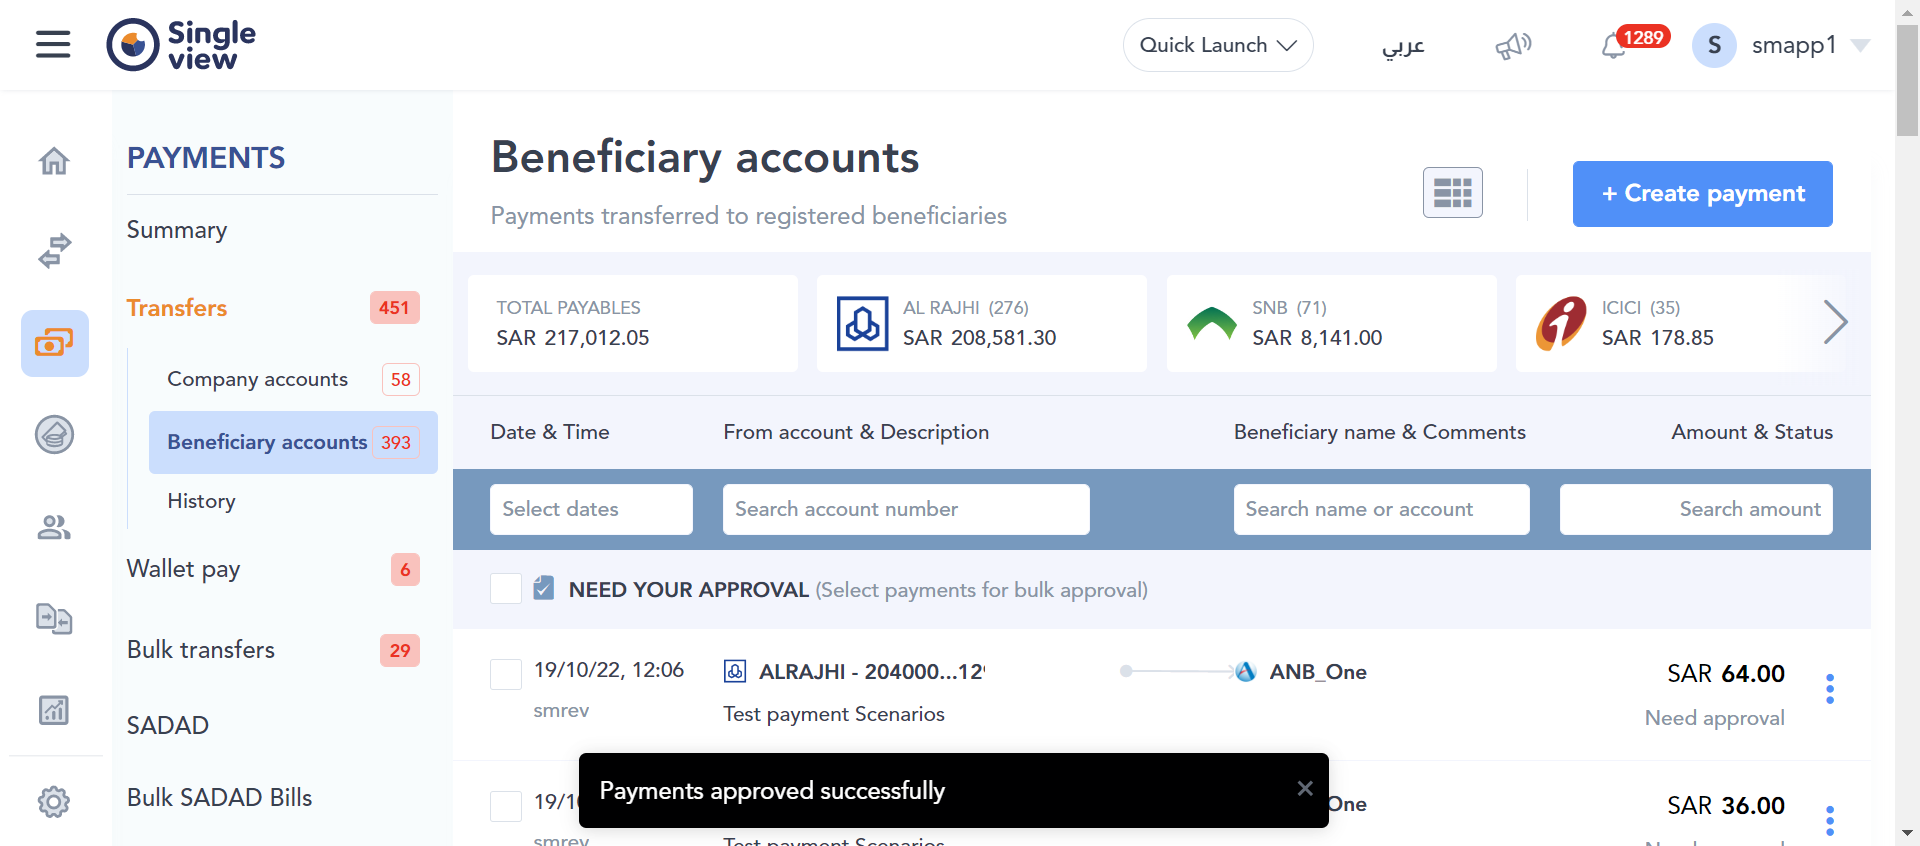 Single
view
Quick Launch
عربي
1289
S
smapp1
PAYMENTS
Summary
Transfers 451
Company accounts 58
Beneficiary accounts 393
History
Wallet pay 6
Bulk transfers 29
SADAD
Bulk SADAD Bills
Beneficiary accounts
Payments transferred to registered beneficiaries
+ Create payment
TOTAL PAYABLES
SAR 217,012.05
AL RAJHI (276)
SAR 208,581.30
SNB (71)
SAR 8,141.00
ICICI (35)
SAR 178.85
Date & Time From account & Description Beneficiary name & Comments Amount & Status
Select dates Search account number Search name or account Search amount
NEED YOUR APPROVAL (Select payments for bulk approval)
19/10/22, 12:06 ALRAJHI - 204000...12 ANB_One SAR 64.00
smrev Test payment Scenarios Need approval
19/1 One SAR 36.00
Payments approved successfully
smrev Test payment Scenarios